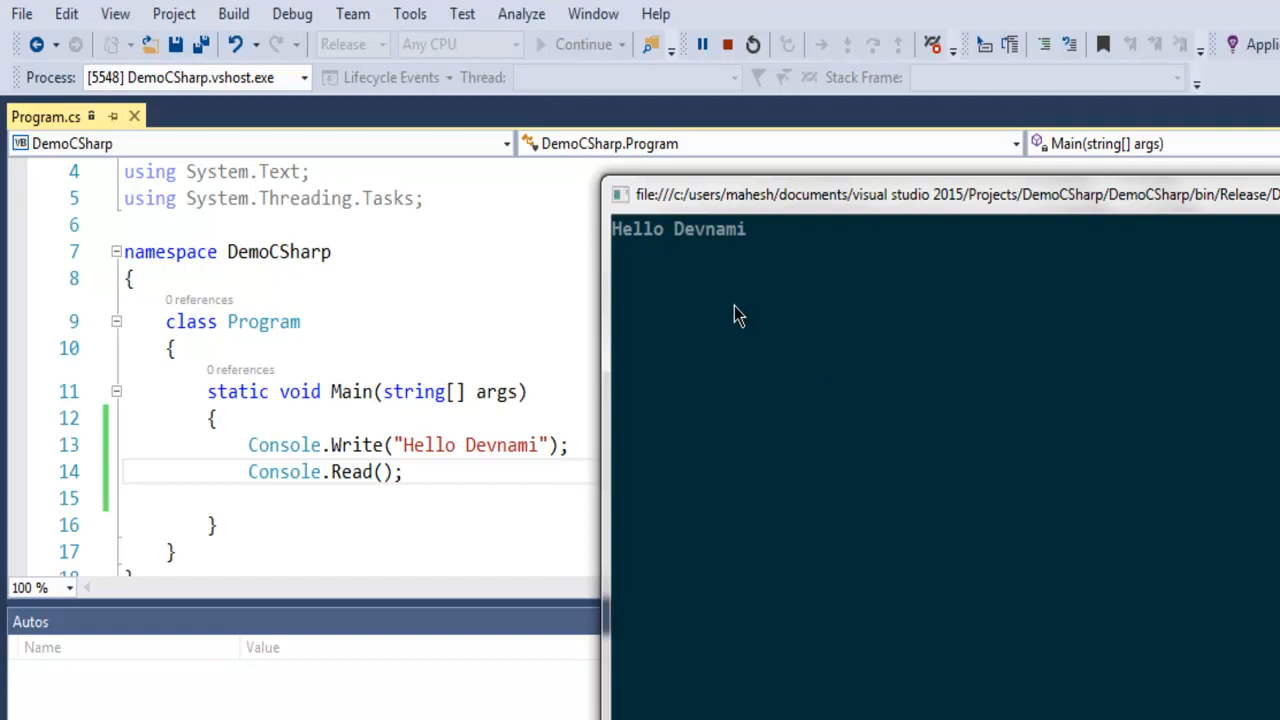 File Edit View Project Build Debug Team Tools Test Analyze Window Help
Release Any CPU Continue
Process: [5548] DemoCSharp.vshost.exe Lifecycle Events Thread: Stack Frame:
Program.cs
DemoCSharp DemoCSharp.Program Main(string[] args)
4 using System.Text;
5 using System.Threading.Tasks;
6
7 namespace DemoCSharp
8 {
0 references
9 class Program
10 {
0 references
11 static void Main(string[] args)
12 {
13 Console.Write("Hello Devnami");
14 Console.Read();
15
16 }
17 }
100 %
Autos
Name Value
file:///c:/users/mahesh/documents/visual studio 2015/Projects/DemoCSharp/DemoCSharp/bin/Release/D
Hello Devnami